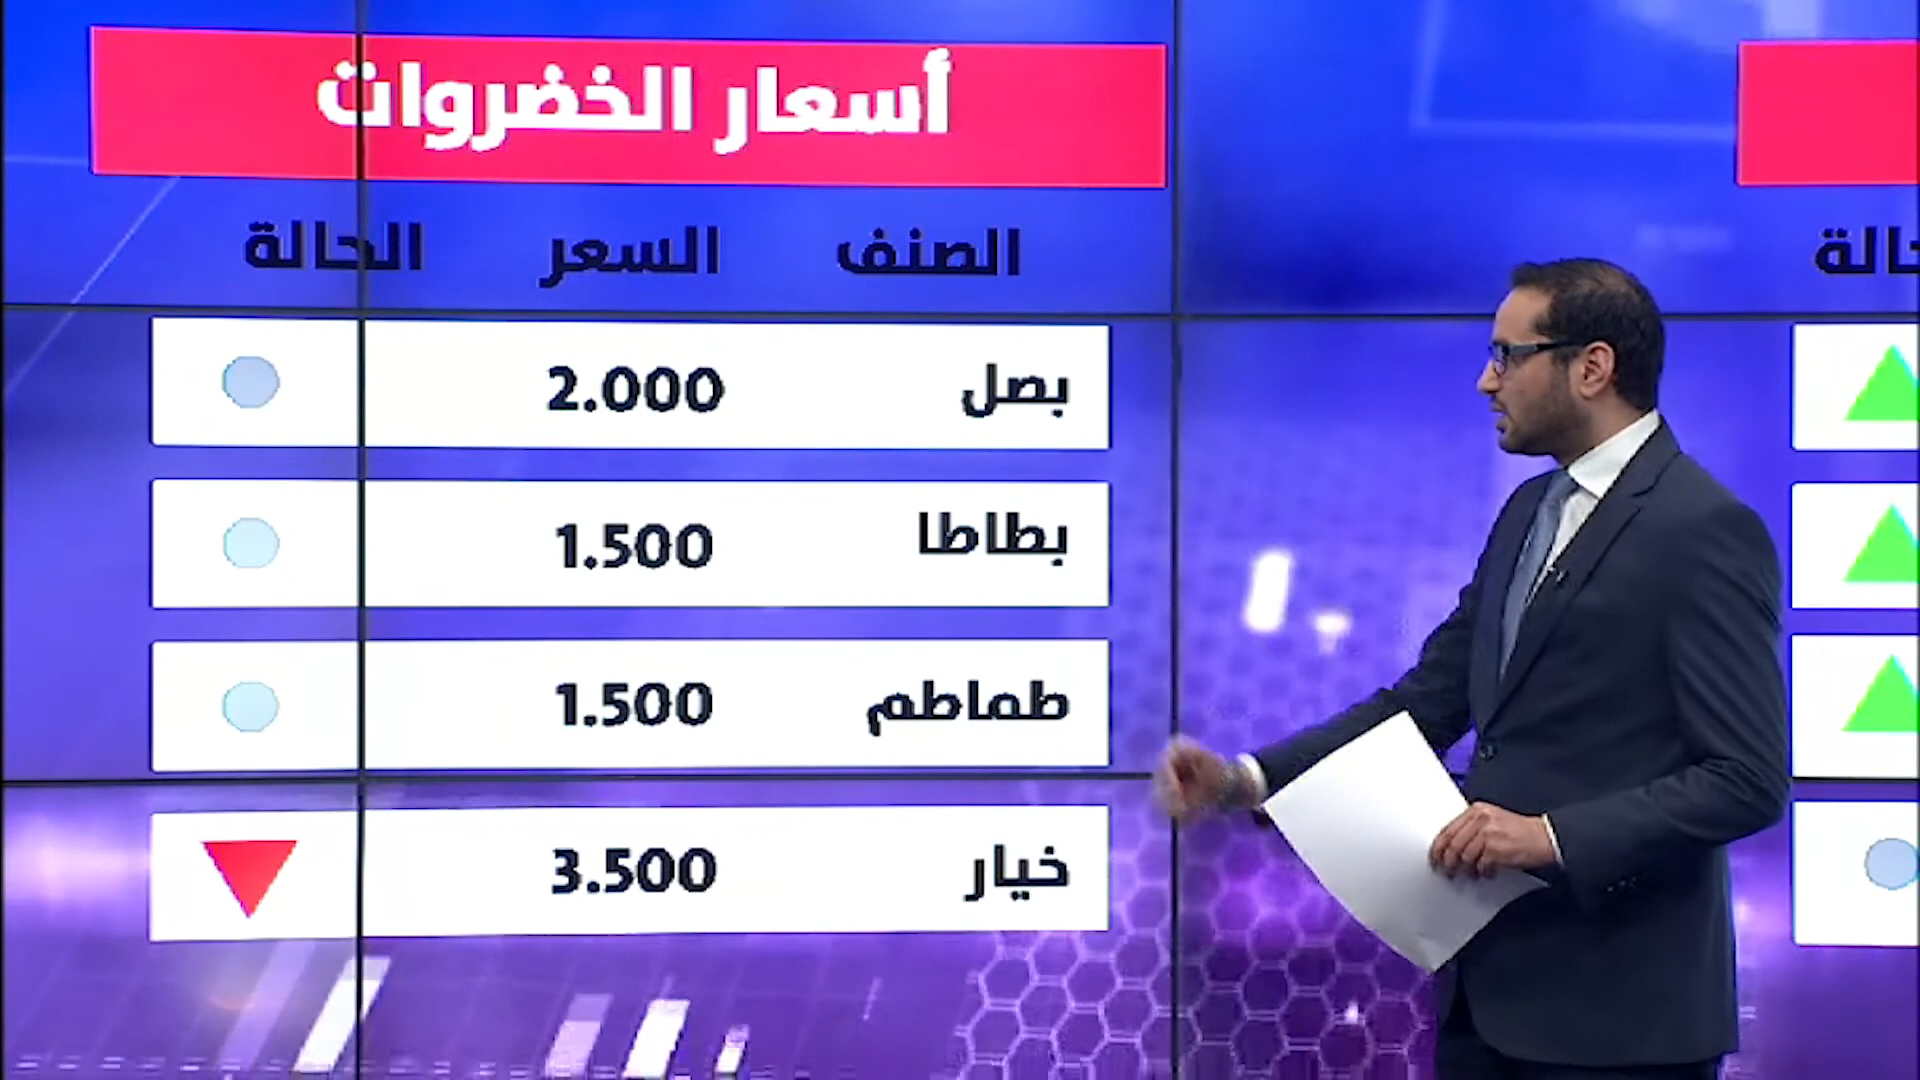 أسعار الخضروات
الصنف السعر الحالة
بصل 2.000
بطاطا 1.500
طماطم 1.500
خيار 3.500